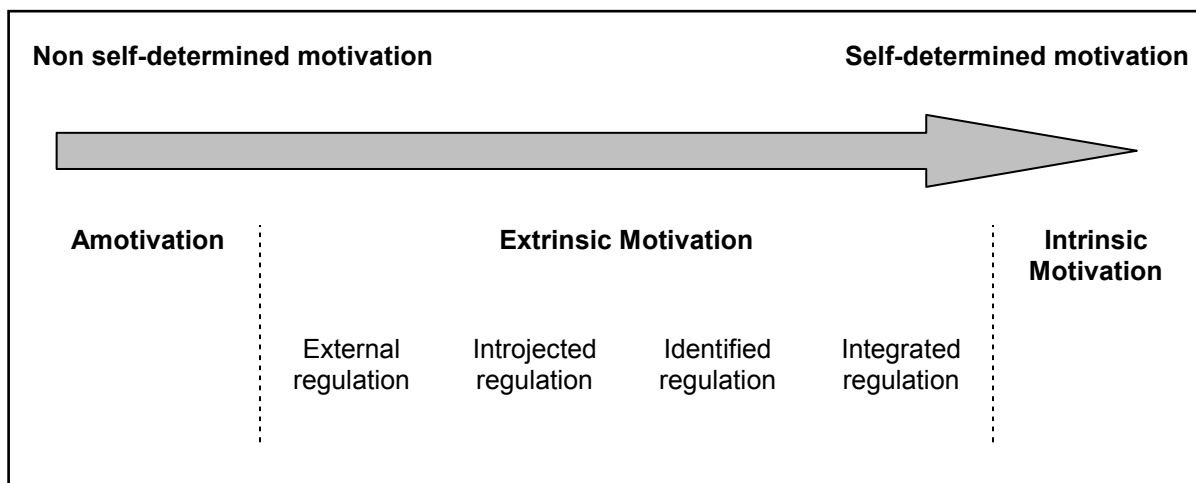 Non self-determined motivation
Self-determined motivation
Amotivation
Extrinsic Motivation
Intrinsic
Motivation
External
regulation
Introjected
regulation
Identified
regulation
Integrated
regulation